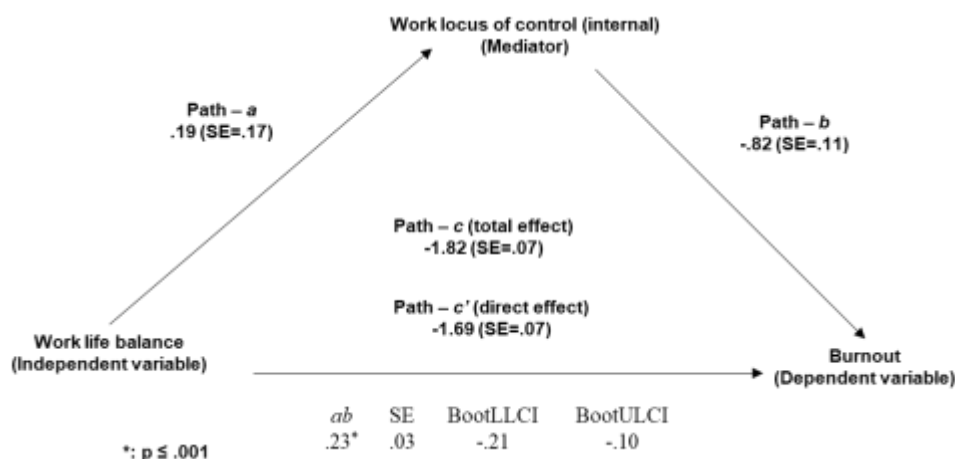 Work locus of control (internal)
(Mediator)
Path – a
.19 (SE=.17)
Path – b
-.82 (SE=.11)
Path – c (total effect)
-1.82 (SE=.07)
Path – c' (direct effect)
-1.69 (SE=.07)
Work life balance
(Independent variable)
Burnout
(Dependent variable)
ab SE BootLLCI BootULCI
.23* .03 -.21 -.10
*: p ≤ .001